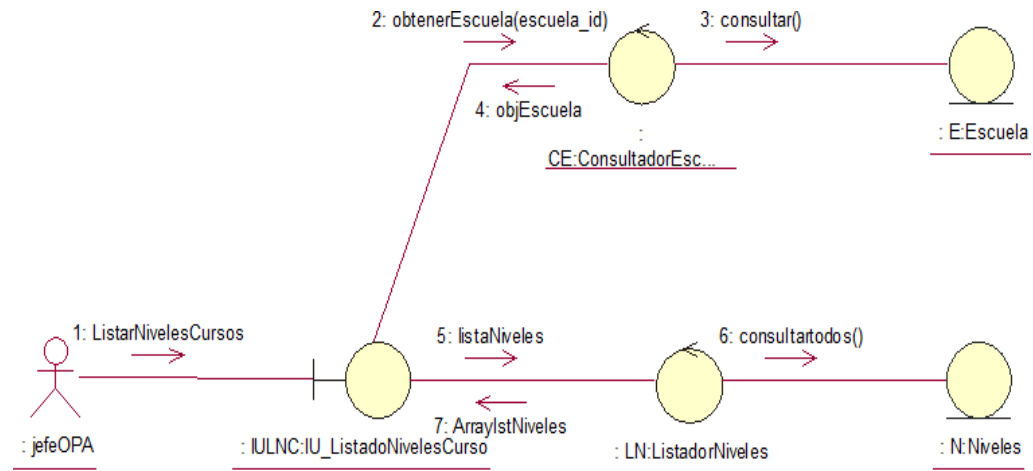 2: obtenerEscuela(escuela_id)
3: consultar()
4: objEscuela
:
CE:ConsultadorEsc...
: E:Escuela
1: ListarNivelesCursos
5: listaNiveles
6: consultartodos()
7: ArraylstNiveles
: jefeOPA
: IULNC:IU_ListadoNivelesCurso
: LN:ListadorNiveles
: N:Niveles